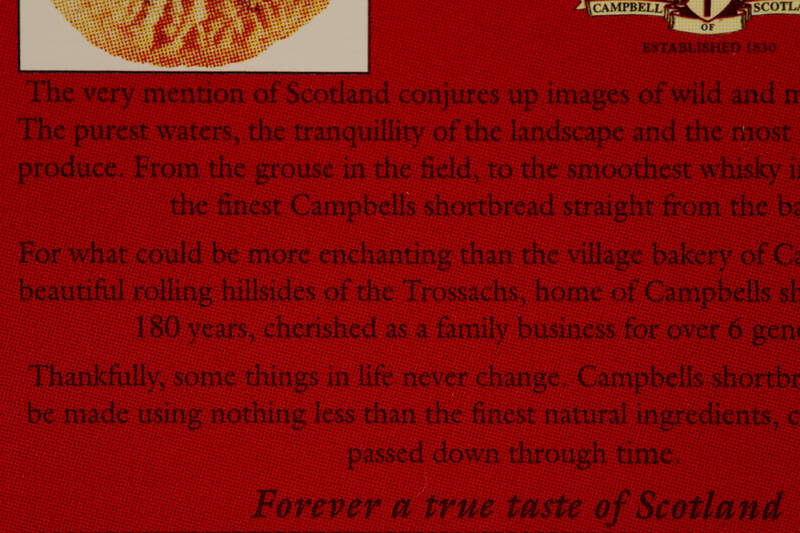 CAMPBELL OF SCOTLA
ESTABLISHED 1830
The very mention of Scotland conjures up images of wild and m
The purest waters, the tranquillity of the landscape and the most
produce. From the grouse in the field, to the smoothest whisky i
the finest Campbells shortbread straight from the ba
For what could be more enchanting than the village bakery of Ca
beautiful rolling hillsides of the Trossachs, home of Campbells sh
180 years, cherished as a family business for over 6 gen
Thankfully, some things in life never change. Campbells shortbr
be made using nothing less than the finest natural ingredients, c
passed down through time.
Forever a true taste of Scotland